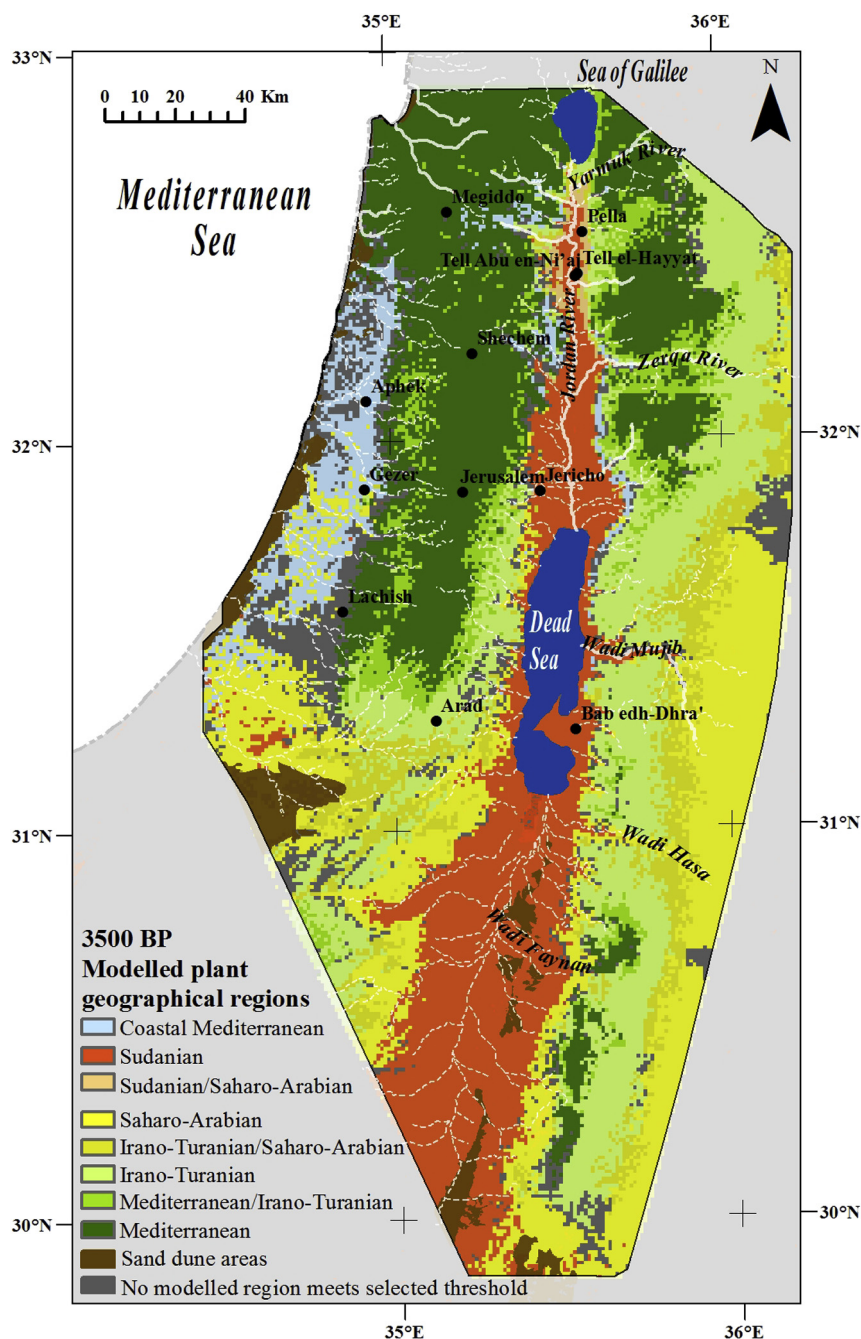 35°E
36°E
33°N
Sea of Galilee
N
0 10 20 40 Km
Yarmuk River
Mediterranean
Sea
Megiddo
Pella
Tell Abu en-Ni'aj
Tell el-Hayyat
Jordan River
Shechem
Zerqa River
Aphek
32°N
32°N
Gezer
Jerusalem
Jericho
Lachish
Dead
Sea
Wadi Mujib
Arad
Bab edh-Dhra'
31°N
31°N
Wadi Hasa
Wadi Faynan
3500 BP
Modelled plant
geographical regions
Coastal Mediterranean
Sudanian
Sudanian/Saharo-Arabian
Saharo-Arabian
Irano-Turanian/Saharo-Arabian
Irano-Turanian
Mediterranean/Irano-Turanian
Mediterranean
Sand dune areas
No modelled region meets selected threshold
30°N
30°N
35°E
36°E